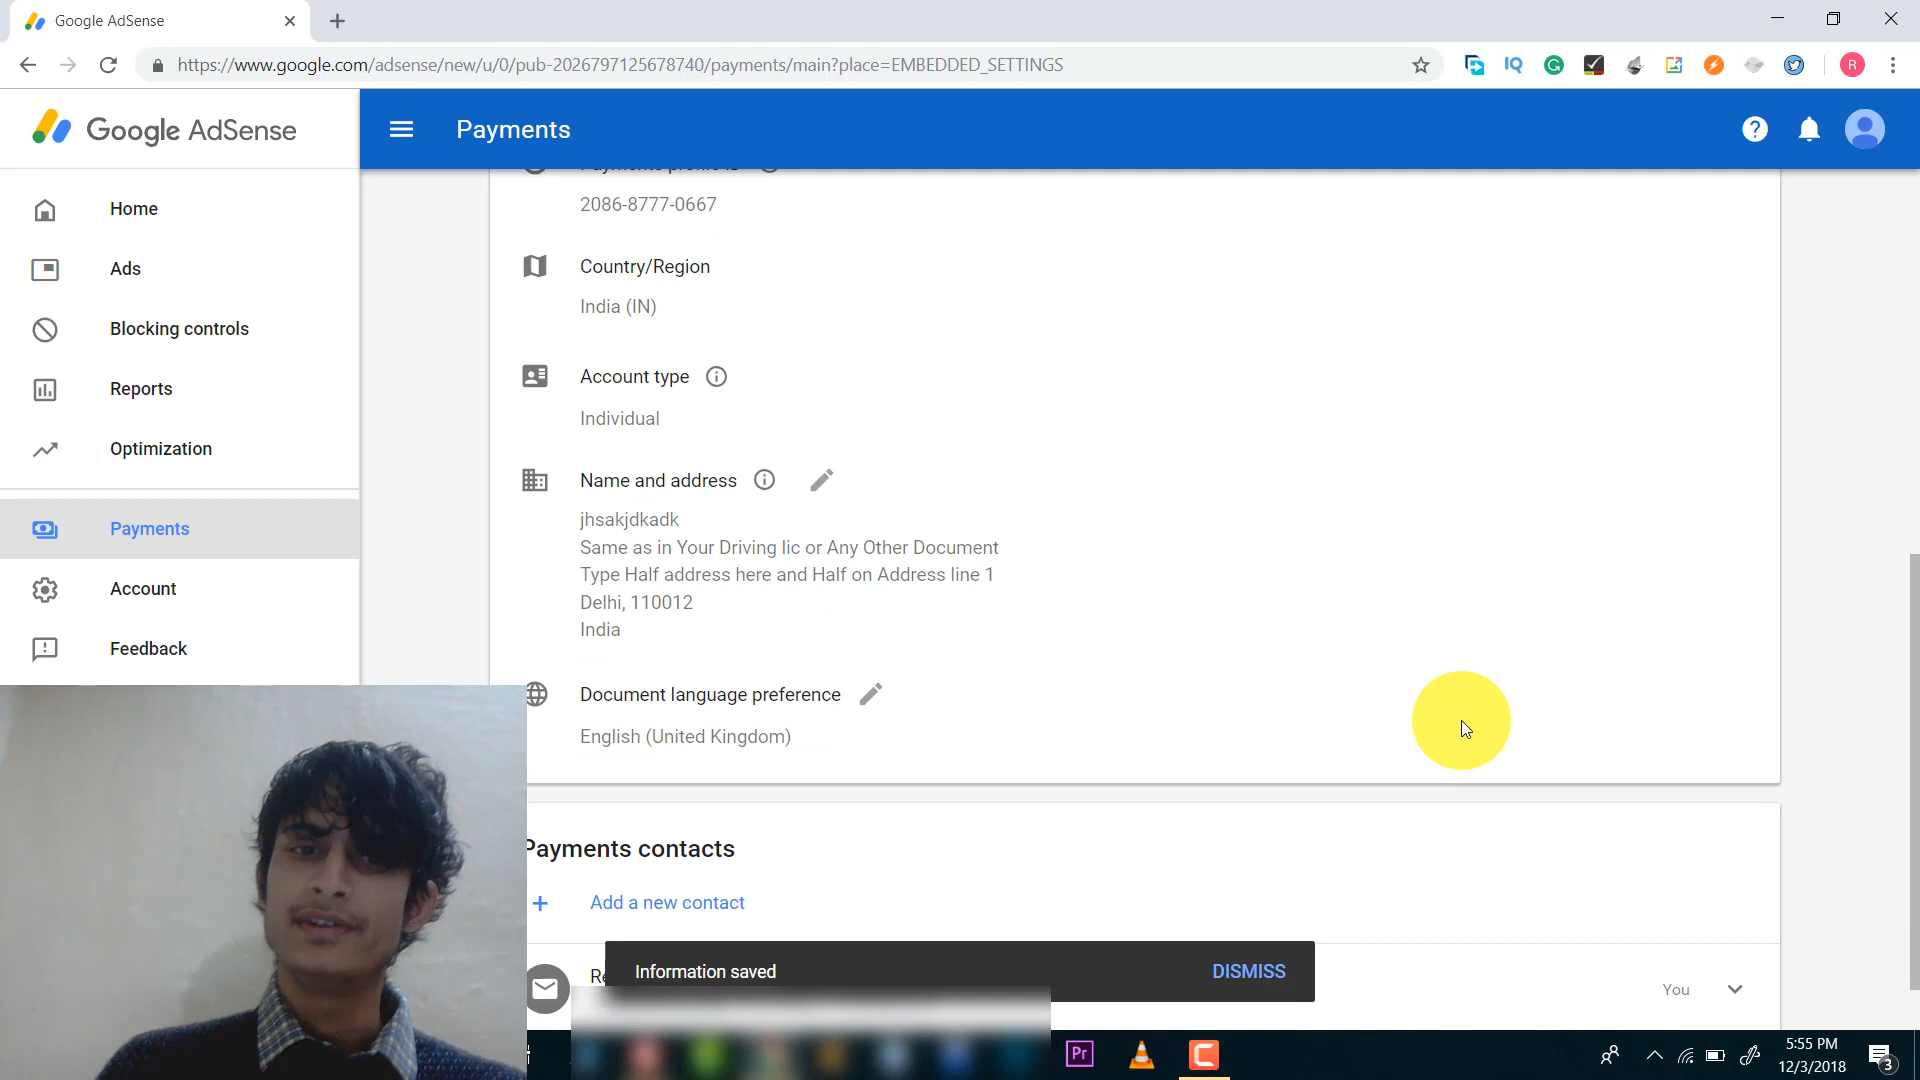 Google AdSense
https://www.google.com/adsense/new/u/0/pub-2026797125678740/payments/main?place=EMBEDDED_SETTINGS
IQ
R
Google AdSense
Payments
Home
Ads
Blocking controls
Reports
Optimization
Payments
Account
Feedback
2086-8777-0667
Country/Region
India (IN)
Account type
Individual
Name and address
jhsakjdkadk
Same as in Your Driving lic or Any Other Document
Type Half address here and Half on Address line 1
Delhi, 110012
India
Document language preference
English (United Kingdom)
Payments contacts
Add a new contact
Information saved
DISMISS
You
Pr
5:55 PM
12/3/2018
3